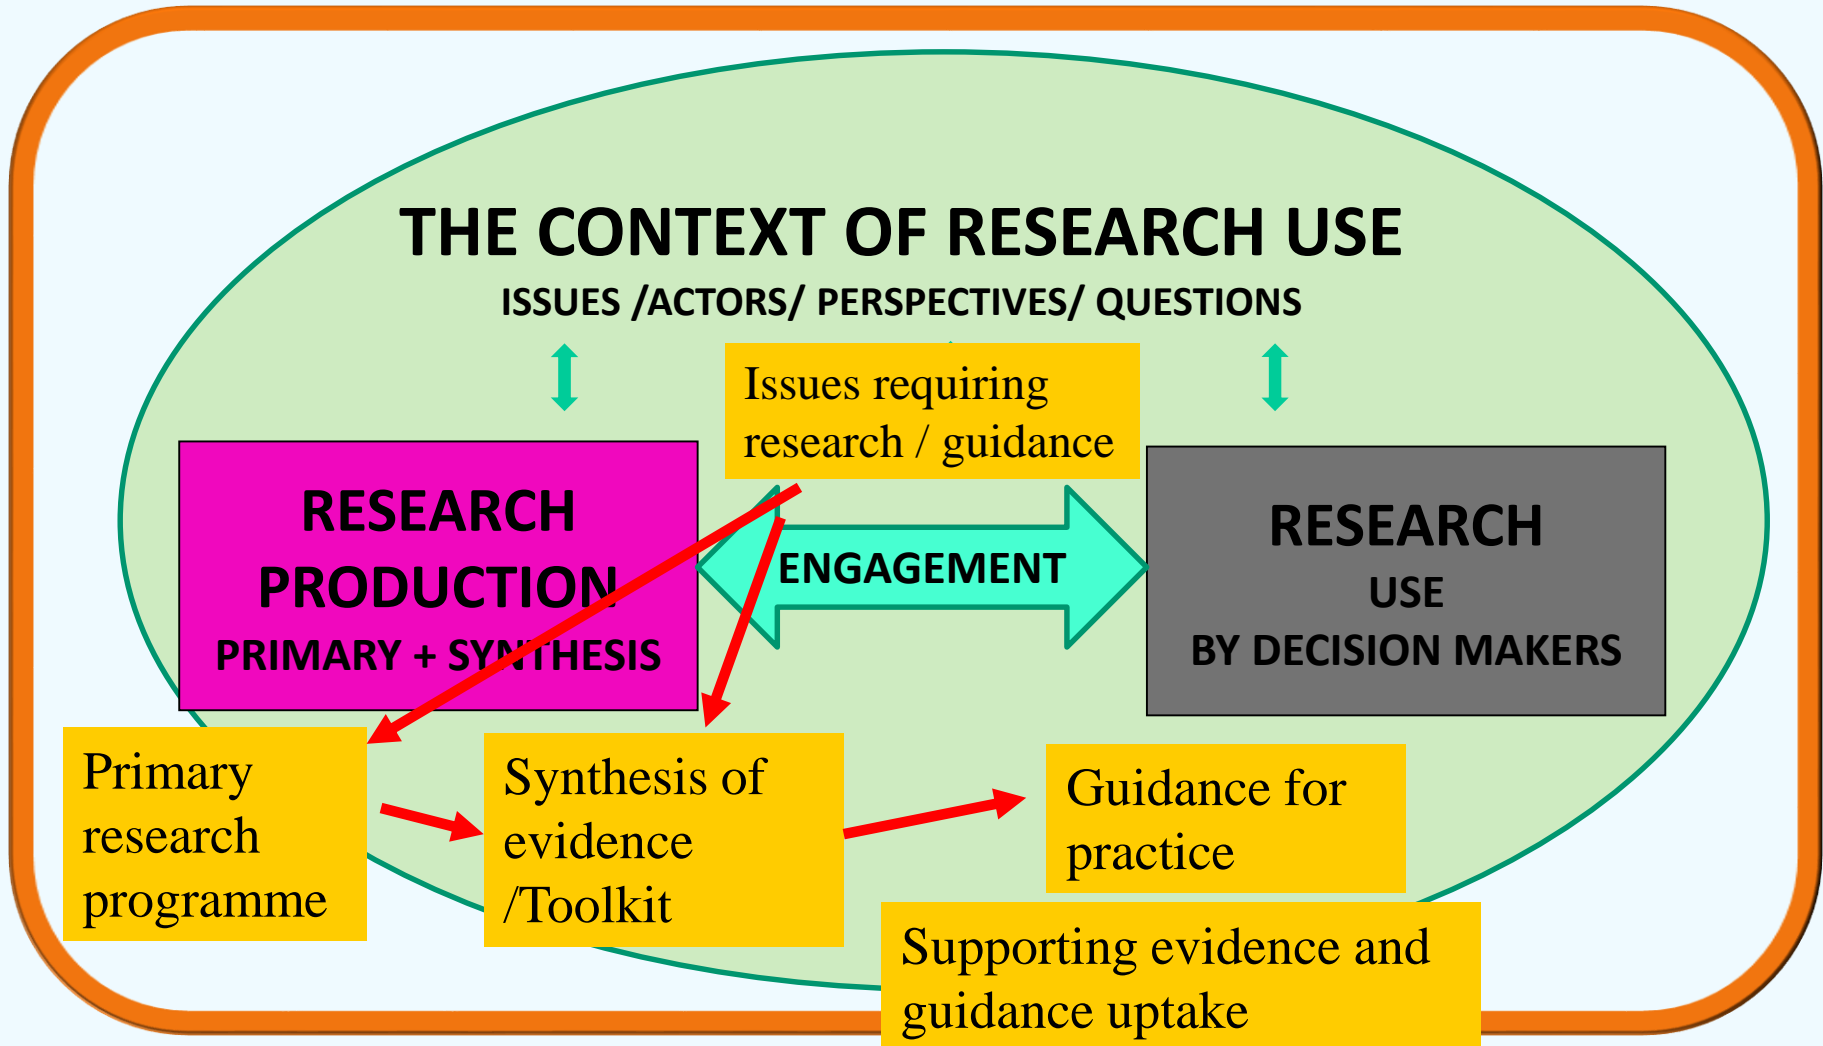 THE CONTEXT OF RESEARCH USE
ISSUES /ACTORS/ PERSPECTIVES/ QUESTIONS
Issues requiring
research / guidance
RESEARCH
PRODUCTION
PRIMARY + SYNTHESIS
ENGAGEMENT
RESEARCH
USE
BY DECISION MAKERS
Primary
research
programme
Synthesis of
evidence
/Toolkit
Guidance for
practice
Supporting evidence and
guidance uptake